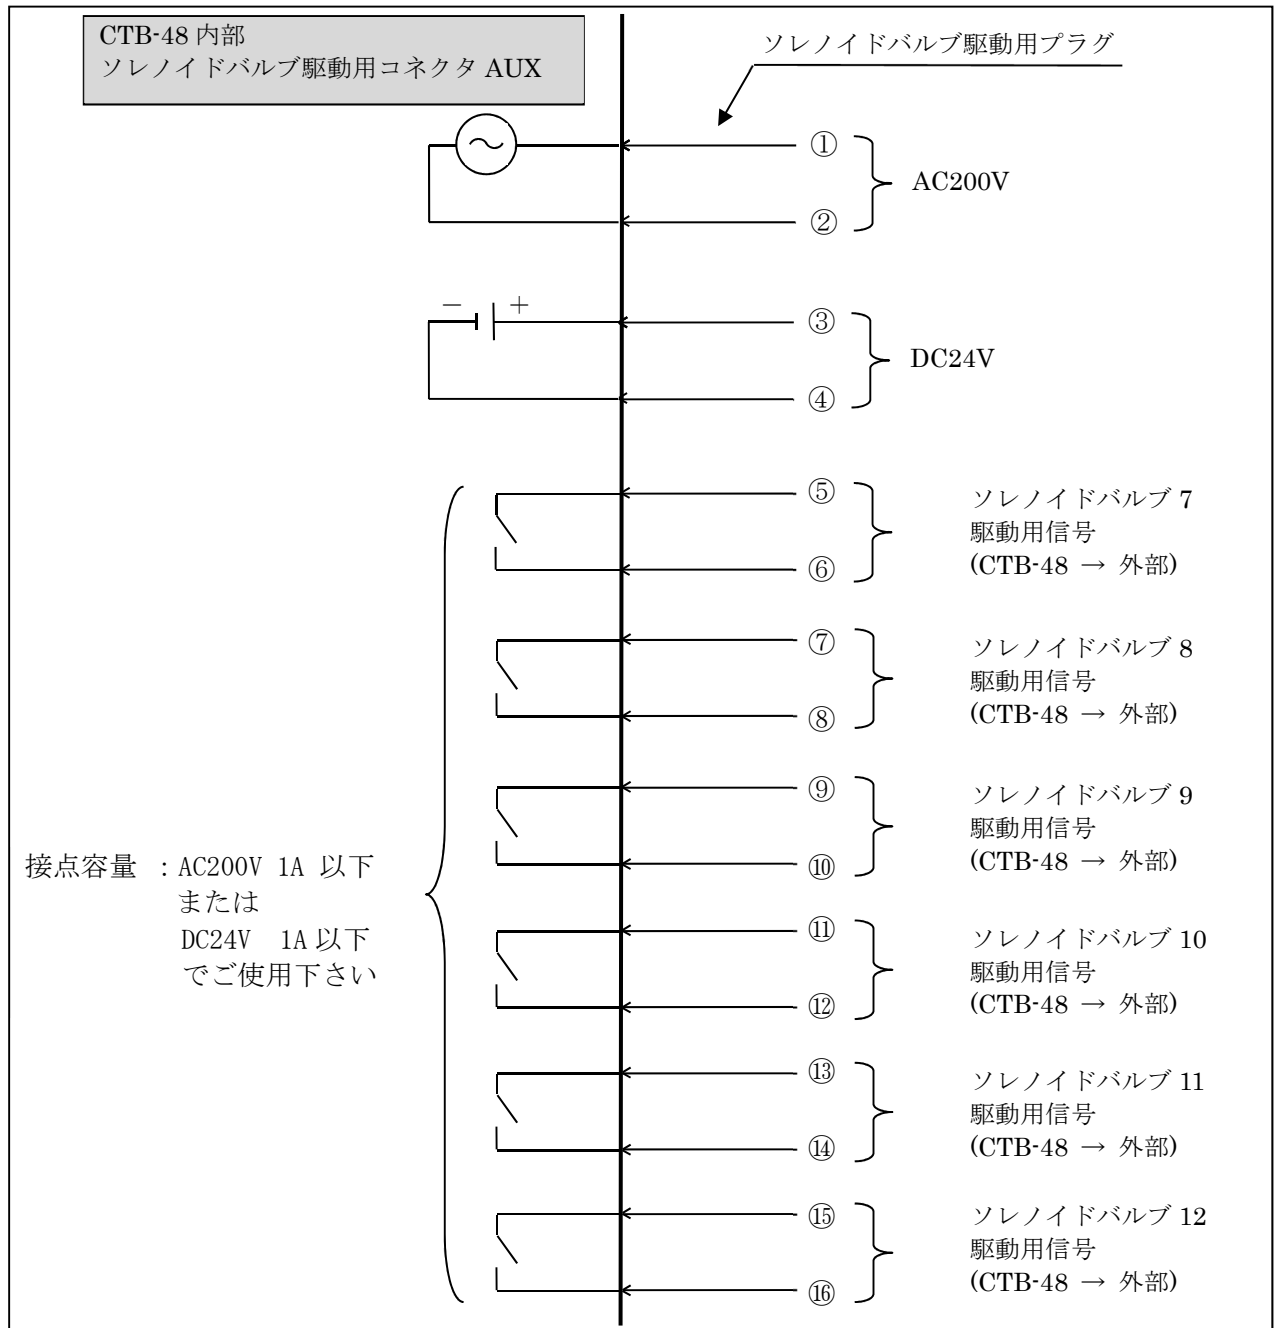 CTB-48 内部
ソレノイドバルブ駆動用コネクタ AUX
ソレノイドバルブ駆動用プラグ
①
AC200V
②
－ ＋
③
DC24V
④
⑤
ソレノイドバルブ 7
駆動用信号
(CTB-48 → 外部)
⑥
⑦
ソレノイドバルブ 8
駆動用信号
(CTB-48 → 外部)
⑧
⑨
ソレノイドバルブ 9
駆動用信号
(CTB-48 → 外部)
⑩
接点容量 ：AC200V 1A 以下
または
DC24V 1A 以下
でご使用下さい
⑪
ソレノイドバルブ 10
駆動用信号
(CTB-48 → 外部)
⑫
⑬
ソレノイドバルブ 11
駆動用信号
(CTB-48 → 外部)
⑭
⑮
ソレノイドバルブ 12
駆動用信号
(CTB-48 → 外部)
⑯